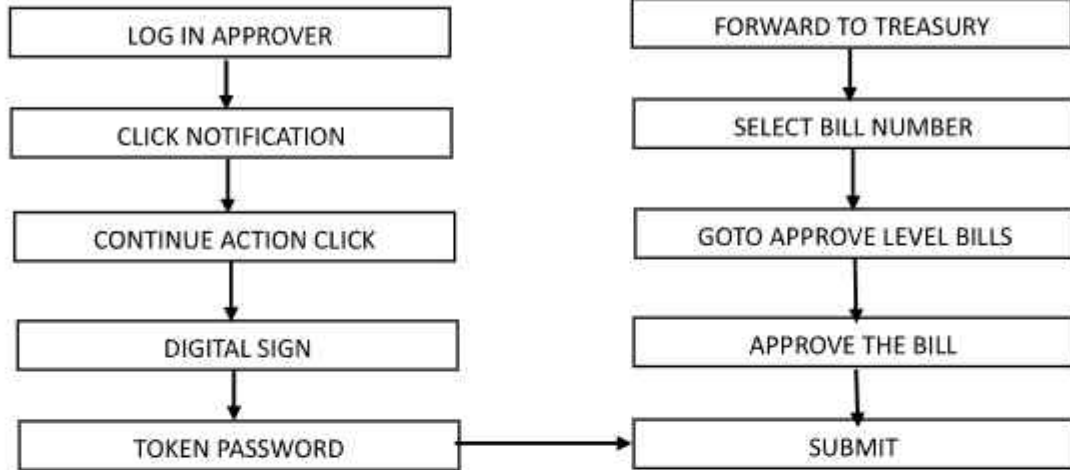 LOG IN APPROVER
CLICK NOTIFICATION
CONTINUE ACTION CLICK
DIGITAL SIGN
TOKEN PASSWORD
FORWARD TO TREASURY
SELECT BILL NUMBER
GOTO APPROVE LEVEL BILLS
APPROVE THE BILL
SUBMIT